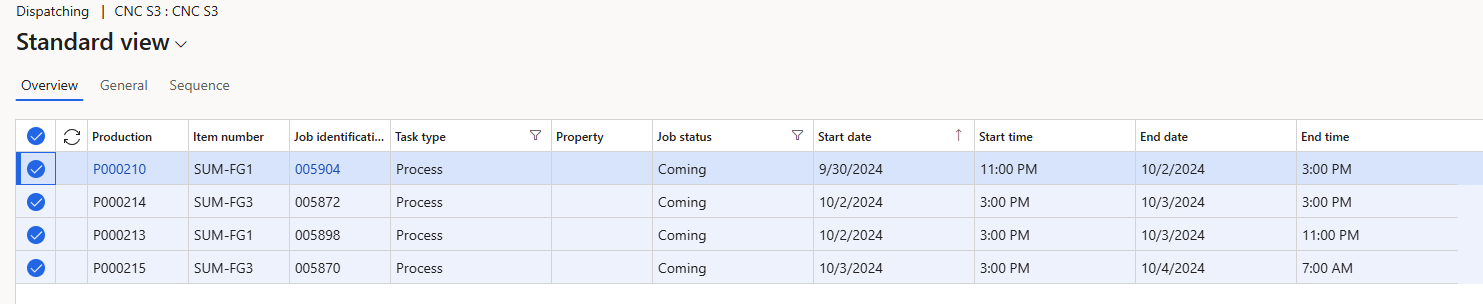 Dispatching | CNC S3 : CNC S3
Standard view
Overview General Sequence
Production Item number Job identificati... Task type Property Job status Start date Start time End date End time
P000210 SUM-FG1 005904 Process Coming 9/30/2024 11:00 PM 10/2/2024 3:00 PM
P000214 SUM-FG3 005872 Process Coming 10/2/2024 3:00 PM 10/3/2024 3:00 PM
P000213 SUM-FG1 005898 Process Coming 10/2/2024 3:00 PM 10/3/2024 11:00 PM
P000215 SUM-FG3 005870 Process Coming 10/3/2024 3:00 PM 10/4/2024 7:00 AM